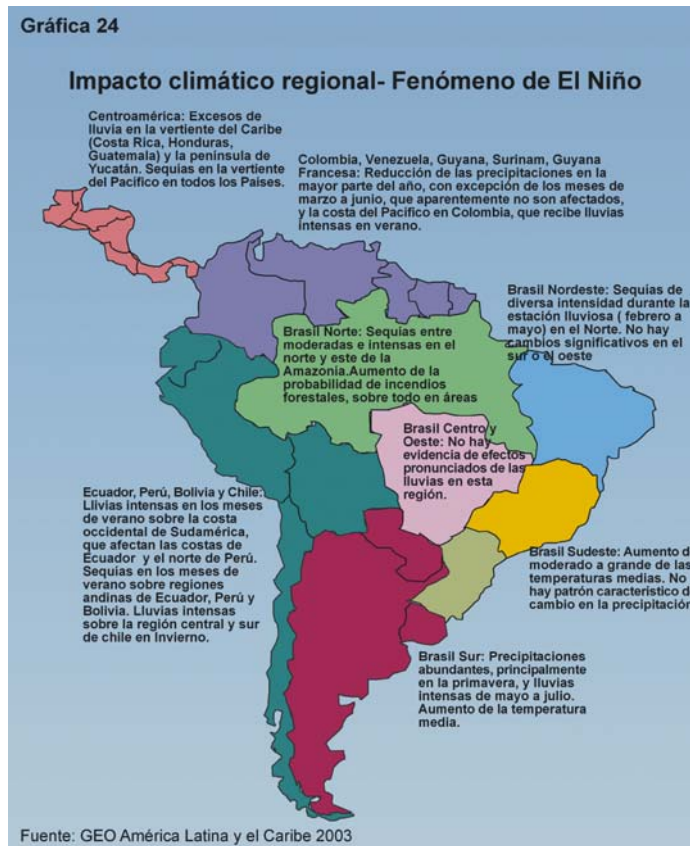 Gráfica 24
Impacto climático regional- Fenómeno de El Niño
Centroamérica: Excesos de
lluvia en la vertiente del Caribe
(Costa Rica, Honduras,
Guatemala) y la península de
Yucatán. Sequias en la vertiente
del Pacifico en todos los Paises.
Colombia, Venezuela, Guyana, Surinam, Guyana
Francesa: Reducción de las precipitaciones en la
mayor parte del año, con excepción de los meses de
marzo a junio, que aparentemente no son afectados,
y la costa del Pacifico en Colombia, que recibe lluvias
intensas en verano.
Brasil Nordeste: Sequías de
diversa intensidad durante la
estación lluviosa ( febrero a
mayo) en el Norte. No hay
cambios significativos en el
sur o el oeste
Brasil Norte: Sequías entre
moderadas e intensas en el
norte y este de la
Amazonia.Aumento de la
probabilidad de incendios
forestales, sobre todo en áreas
Brasil Centro y
Oeste: No hay
evidencia de efectos
pronunciados de las
lluvias en esta
región.
Ecuador, Perú, Bolivia y Chile:
Llivias intensas en los meses
de verano sobre la costa
occidental de Sudamérica,
que afectan las costas de
Ecuador y el norte de Perú.
Sequías en los meses de
verano sobre regiones
andinas de Ecuador, Perú y
Bolivia. Lluvias intensas
sobre la región central y sur
de chile en Invierno.
Brasil Sudeste: Aumento d
moderado a grande de las
temperaturas medias. No
hay patrón caracteristico d
cambio en la precipitación
Brasil Sur: Precipitaciones
abundantes, principalmente
en la primavera, y lluvias
intensas de mayo a julio.
Aumento de la temperatura
media.
Fuente: GEO América Latina y el Caribe 2003